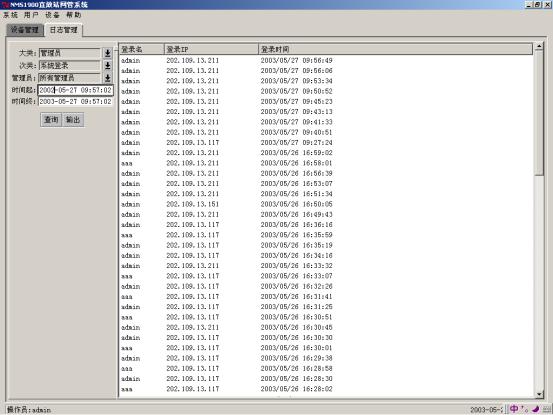 NMS1900直放站网管系统
系统 用户 设备 帮助
设备管理 日志管理
大类: 管理员
次类: 系统登录
管理员: 所有管理员
时间起: 2002-05-27 09:57:02
时间终: 2003-05-27 09:57:02
查询 输出
登录名 登录IP 登录时间
admin 202.109.13.211 2003/05/27 09:56:49
admin 202.109.13.211 2003/05/27 09:56:06
admin 202.109.13.211 2003/05/27 09:53:34
admin 202.109.13.211 2003/05/27 09:50:52
admin 202.109.13.211 2003/05/27 09:45:23
admin 202.109.13.211 2003/05/27 09:43:13
admin 202.109.13.211 2003/05/27 09:41:33
admin 202.109.13.211 2003/05/27 09:40:51
admin 202.109.13.117 2003/05/27 09:27:24
admin 202.109.13.211 2003/05/26 16:59:02
aaa 202.109.13.211 2003/05/26 16:58:01
admin 202.109.13.211 2003/05/26 16:56:39
admin 202.109.13.211 2003/05/26 16:53:07
admin 202.109.13.211 2003/05/26 16:51:34
admin 202.109.13.151 2003/05/26 16:50:05
admin 202.109.13.211 2003/05/26 16:49:43
admin 202.109.13.117 2003/05/26 16:36:16
aaa 202.109.13.117 2003/05/26 16:35:59
admin 202.109.13.117 2003/05/26 16:35:19
admin 202.109.13.117 2003/05/26 16:34:16
admin 202.109.13.211 2003/05/26 16:33:32
aaa 202.109.13.117 2003/05/26 16:33:07
admin 202.109.13.117 2003/05/26 16:32:26
aaa 202.109.13.117 2003/05/26 16:31:41
admin 202.109.13.117 2003/05/26 16:31:25
aaa 202.109.13.117 2003/05/26 16:30:51
admin 202.109.13.211 2003/05/26 16:30:45
admin 202.109.13.117 2003/05/26 16:30:30
aaa 202.109.13.117 2003/05/26 16:30:01
admin 202.109.13.117 2003/05/26 16:29:38
aaa 202.109.13.117 2003/05/26 16:28:58
admin 202.109.13.117 2003/05/26 16:28:30
aaa 202.109.13.117 2003/05/26 16:28:02
操作员:admin 2003-05-2 中